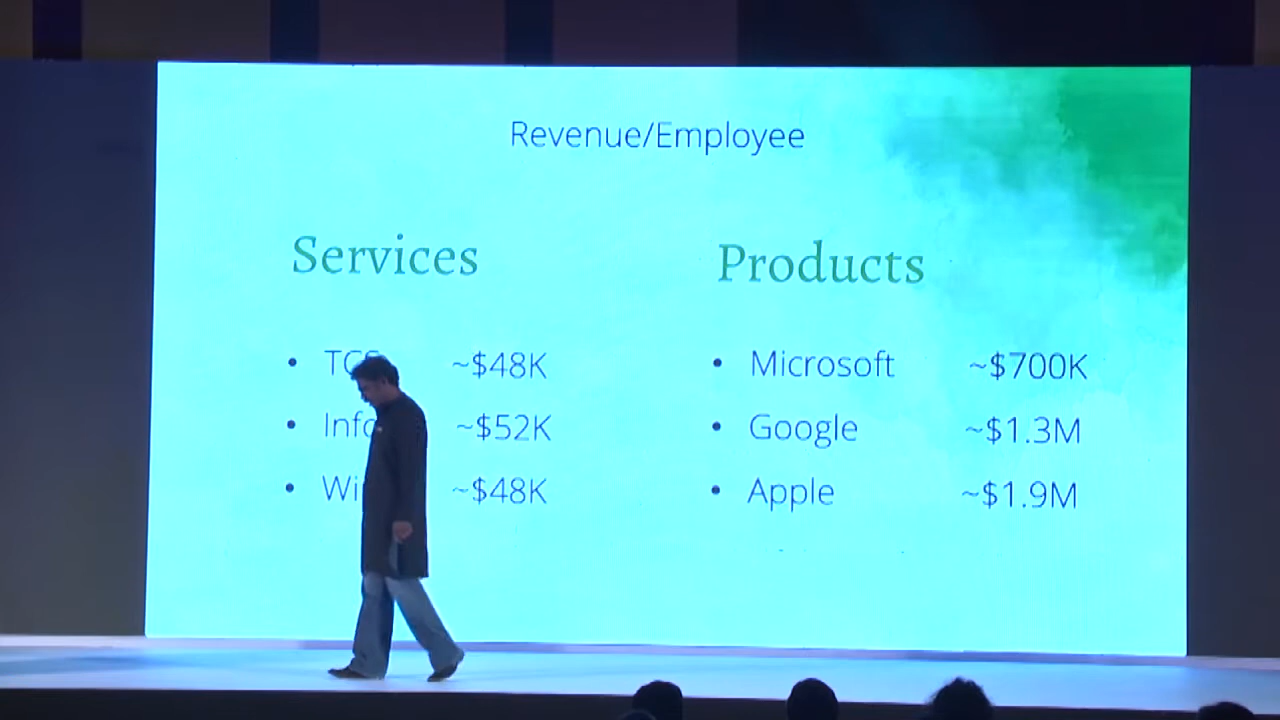 Revenue/Employee
Services
Products
• ~$48K
• ~$52K
• ~$48K
• Microsoft ~$700K
• Google ~$1.3M
• Apple ~$1.9M